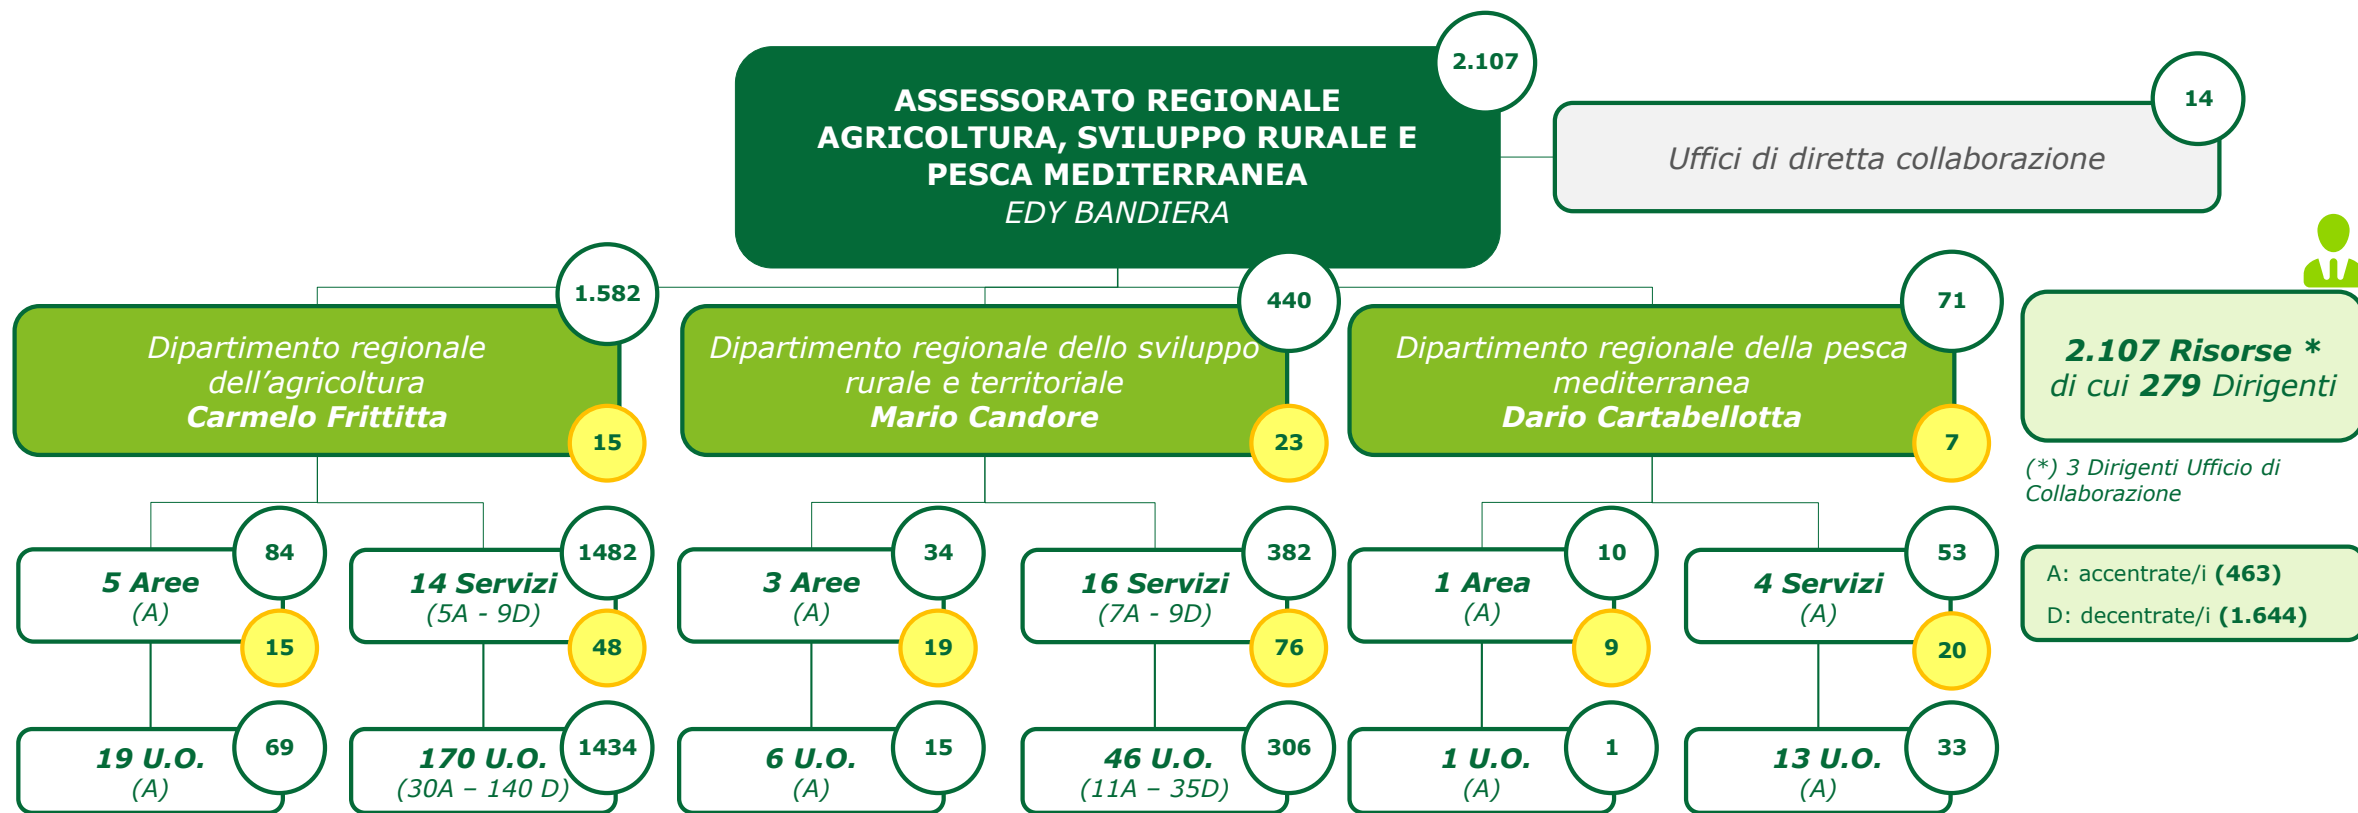 2.107
ASSESSORATO REGIONALE
AGRICOLTURA, SVILUPPO RURALE E
PESCA MEDITERRANEA
EDY BANDIERA
14
Uffici di diretta collaborazione
1.582
Dipartimento regionale
dell’agricoltura
Carmelo Frittitta
15
440
Dipartimento regionale dello sviluppo
rurale e territoriale
Mario Candore
23
71
Dipartimento regionale della pesca
mediterranea
Dario Cartabellotta
7
2.107 Risorse *
di cui 279 Dirigenti
(*) 3 Dirigenti Ufficio di
Collaborazione
84
5 Aree
(A)
15
1482
14 Servizi
(5A - 9D)
48
34
3 Aree
(A)
19
382
16 Servizi
(7A - 9D)
76
10
1 Area
(A)
9
53
4 Servizi
(A)
20
A: accentrate/i (463)
D: decentrate/i (1.644)
69
19 U.O.
(A)
1434
170 U.O.
(30A – 140 D)
15
6 U.O.
(A)
306
46 U.O.
(11A – 35D)
1
1 U.O.
(A)
33
13 U.O.
(A)